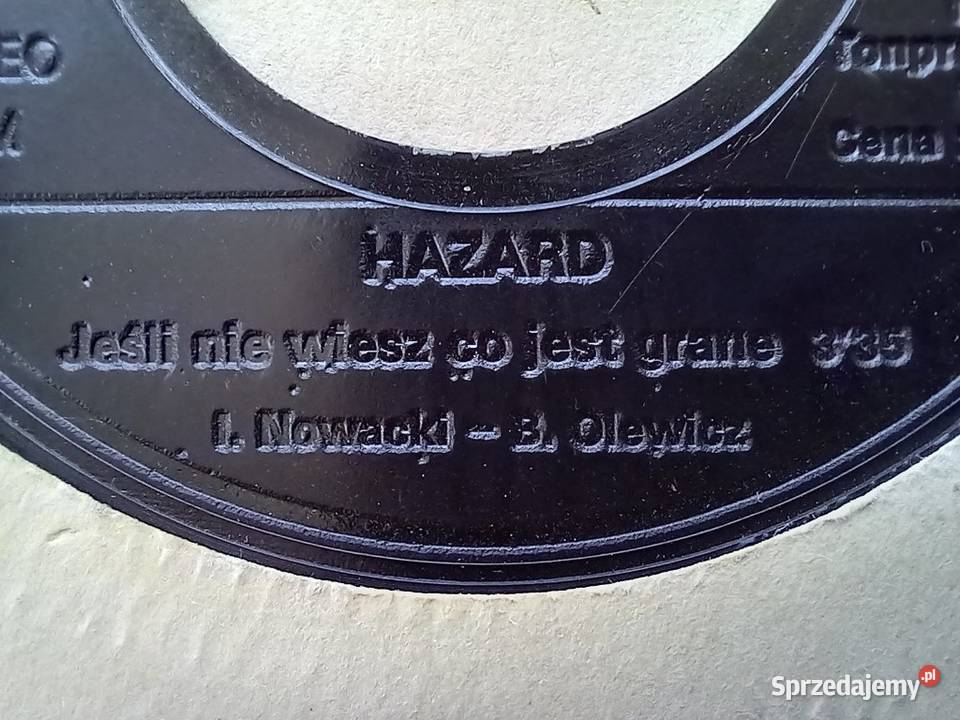 Cena
HAZARD
Jeśli nie wiesz co jest grane 3'35
I. Nowacki – B. Olewicz
Sprzedajemy.pl